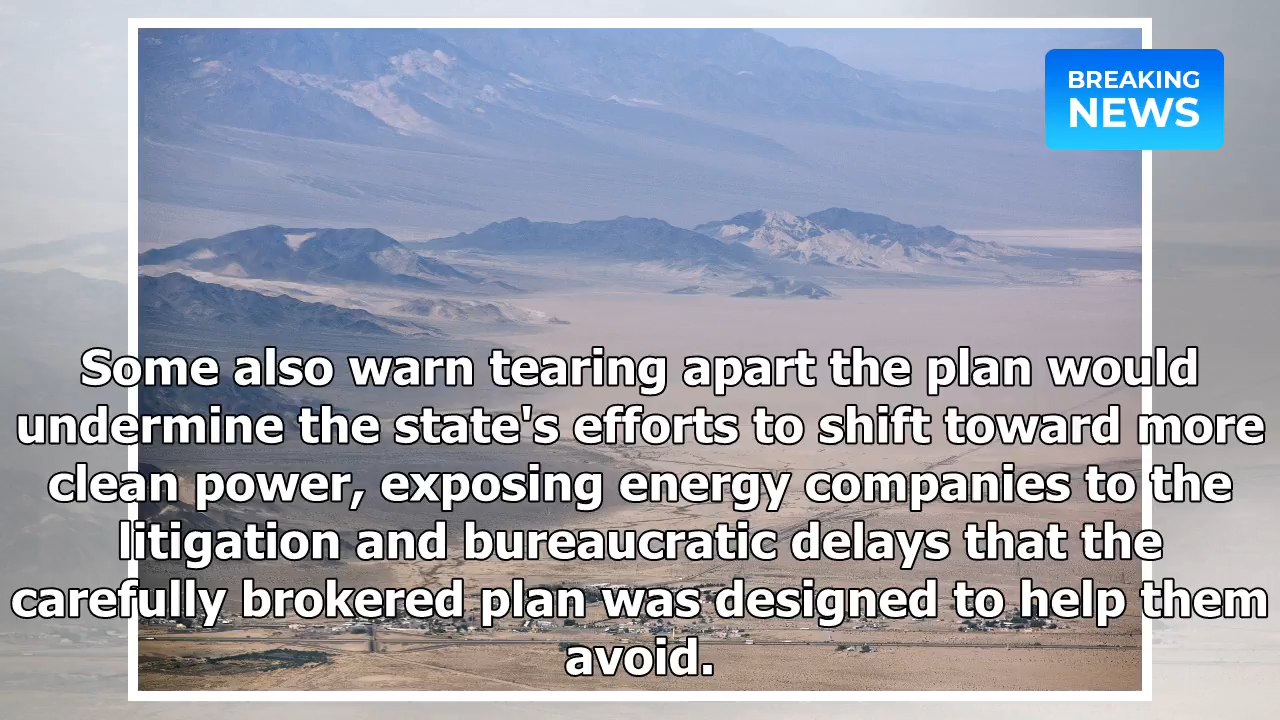 BREAKING
NEWS
Some also warn tearing apart the plan would
undermine the state's efforts to shift toward more
clean power, exposing energy companies to the
litigation and bureaucratic delays that the
carefully brokered plan was designed to help them
avoid.